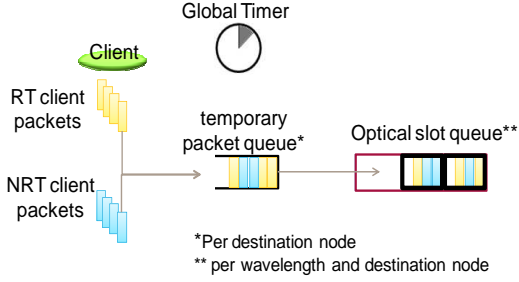 Global Timer
Client
RT client
packets
temporary
packet queue*
Optical slot queue**
NRT client
packets
*Per destination node
** per wavelength and destination node